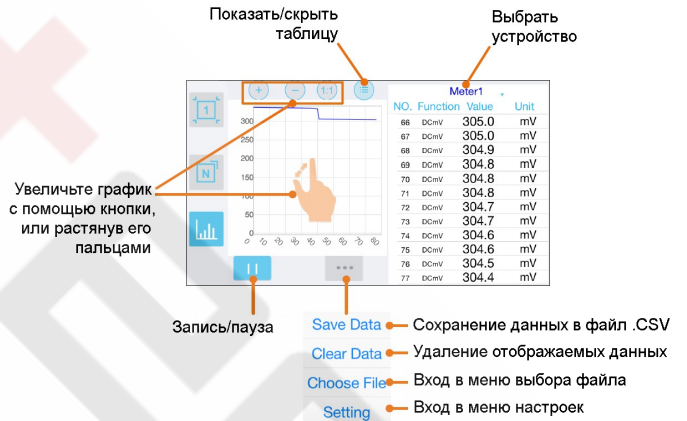 Показать/скрыть
таблицу
Выбрать
устройство
+ − 1:1
Meter1
NO. Function Value Unit
66 DCmV 305.0 mV
67 DCmV 305.0 mV
68 DCmV 304.9 mV
69 DCmV 304.8 mV
70 DCmV 304.8 mV
71 DCmV 304.8 mV
72 DCmV 304.7 mV
73 DCmV 304.7 mV
74 DCmV 304.6 mV
75 DCmV 304.6 mV
76 DCmV 304.5 mV
77 DCmV 304.4 mV
1
N
300
250
200
150
100
50
0
0 10 20 30 40 50 60 70 80
Увеличьте график
с помощью кнопки,
или растянув его
пальцами
Запись/пауза
Save Data
Сохранение данных в файл .CSV
Clear Data
Удаление отображаемых данных
Choose File
Вход в меню выбора файла
Setting
Вход в меню настроек